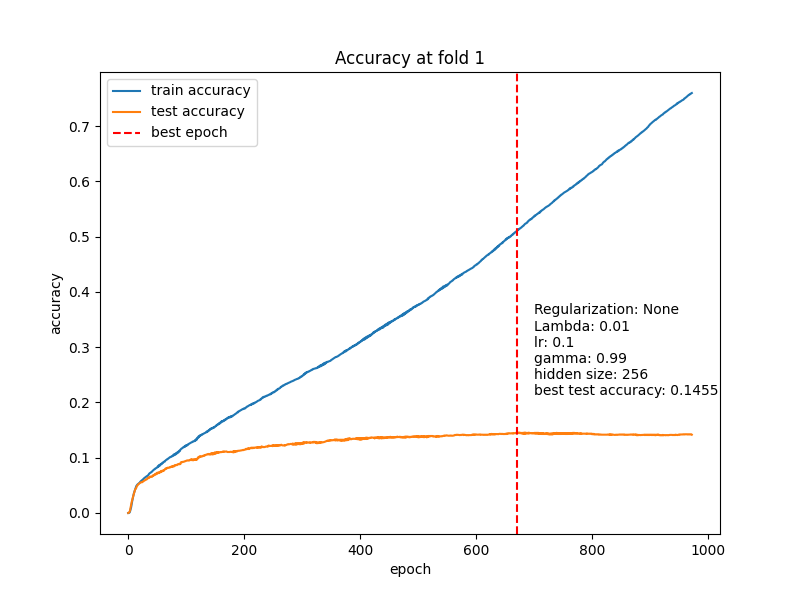 Accuracy at fold 1
train accuracy
test accuracy
best epoch
accuracy
0.7
0.6
0.5
0.4
0.3
0.2
0.1
0.0
Regularization: None
Lambda: 0.01
lr: 0.1
gamma: 0.99
hidden size: 256
best test accuracy: 0.1455
0 200 400 600 800 1000
epoch